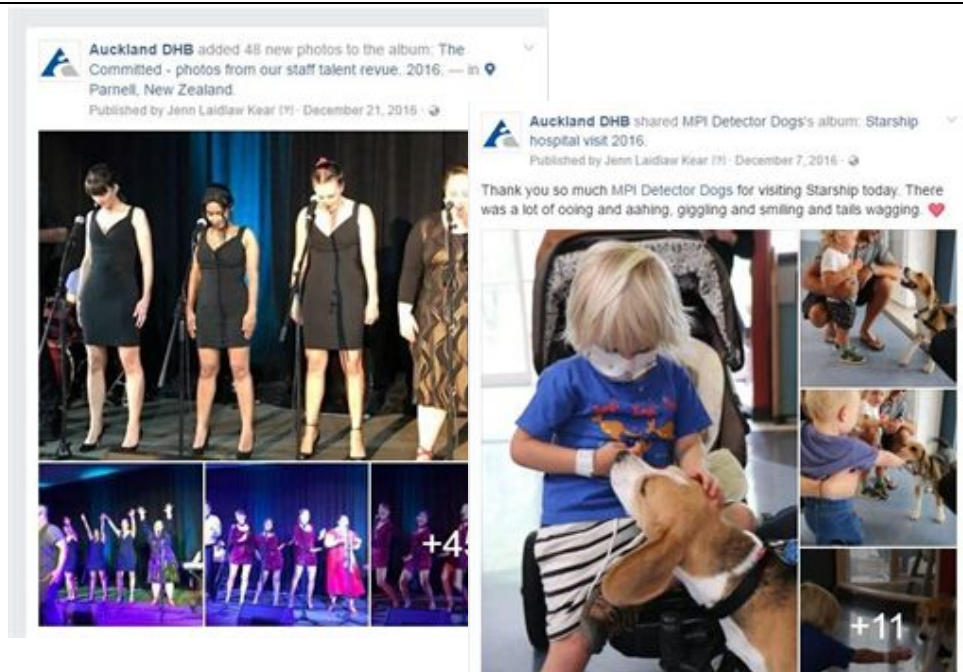 Auckland DHB added 48 new photos to the album: The
Committed - photos from our staff talent revue. 2016. — in
Parnell, New Zealand.
Published by Jenn Laidlaw Kear [?] · December 21, 2016 ·
+45
Auckland DHB shared MPI Detector Dogs's album: Starship
hospital visit 2016.
Published by Jenn Laidlaw Kear [?] · December 7, 2016 ·
Thank you so much MPI Detector Dogs for visiting Starship today. There
was a lot of ooing and aahing, giggling and smiling and tails wagging. ❤
+11